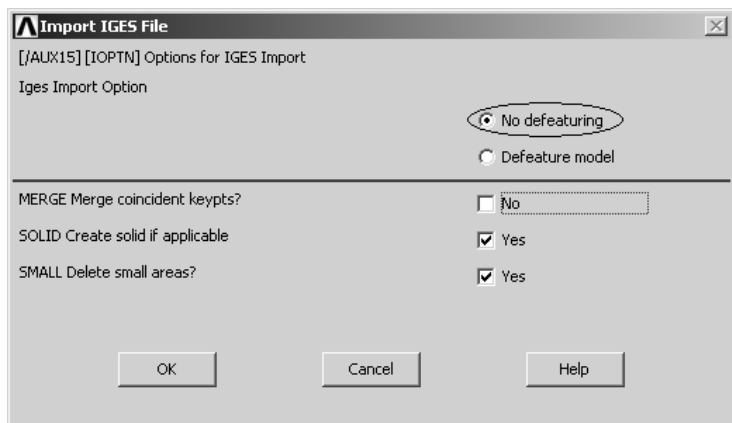 Import IGES File
[/AUX15] [IOPTN] Options for IGES Import
Iges Import Option
No defeaturing
Defeature model
MERGE Merge coincident keypts?
No
SOLID Create solid if applicable
Yes
SMALL Delete small areas?
Yes
OK
Cancel
Help